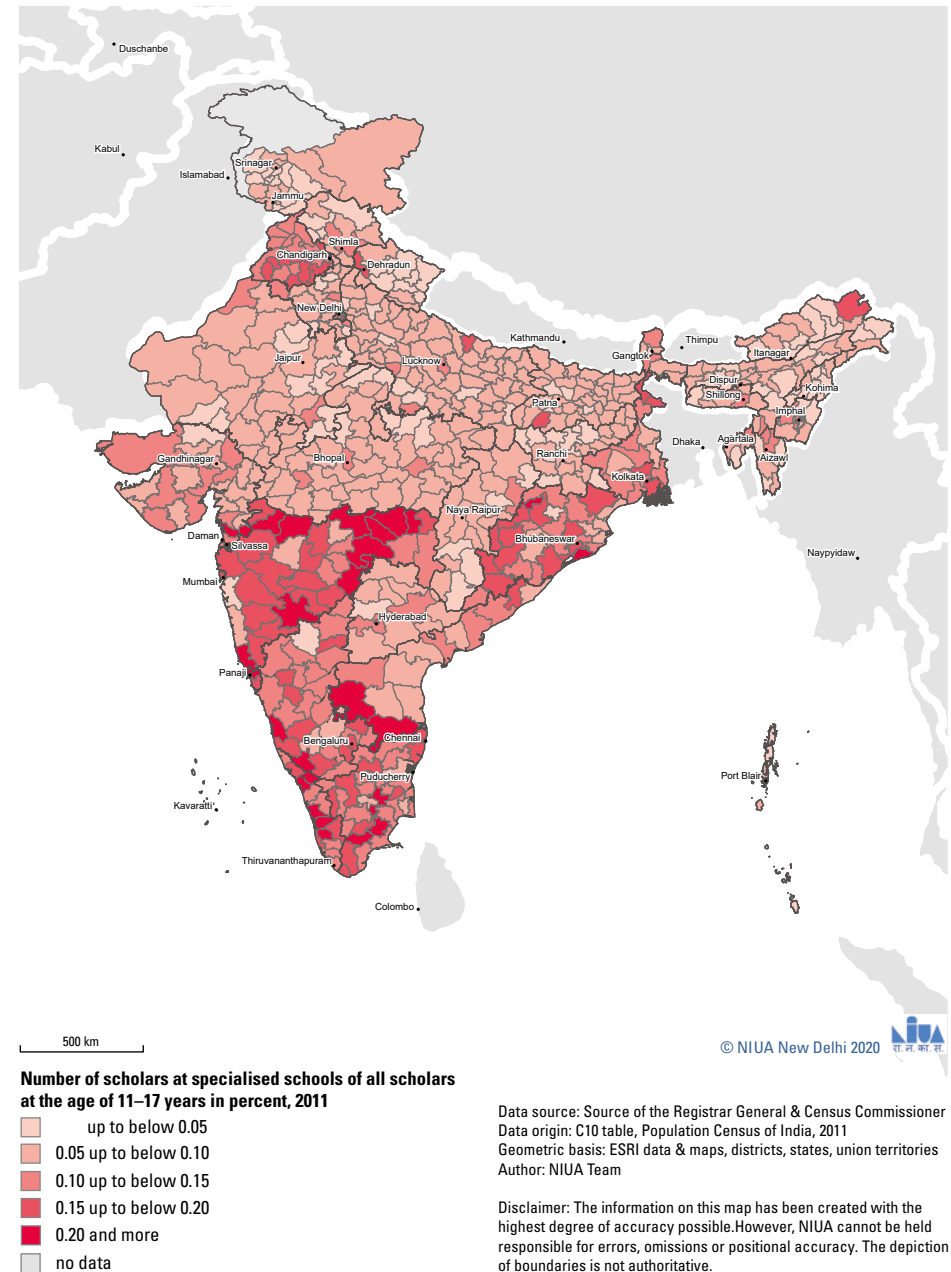 Duschanbe
Kabul
Islamabad
Srinagar
Jammu
Shimla
Chandigarh
Dehradun
New Delhi
Jaipur
Lucknow
Kathmandu
Gangtok
Thimpu
Itanagar
Dispur
Shillong
Kohima
Imphal
Patna
Gandhinagar
Bhopal
Ranchi
Dhaka
Agartala
Aizawl
Kolkata
Naya Raipur
Daman
Silvassa
Bhubaneswar
Naypyidaw
Mumbai
Hyderabad
Panaji
Bengaluru
Chennai
Puducherry
Port Blair
Kavaratti
Thiruvananthapuram
Colombo
500 km
© NIUA New Delhi 2020
NIUA
रा. न. का. सं.
Number of scholars at specialised schools of all scholars
at the age of 11–17 years in percent, 2011
up to below 0.05
0.05 up to below 0.10
0.10 up to below 0.15
0.15 up to below 0.20
0.20 and more
no data
Data source: Source of the Registrar General & Census Commissioner
Data origin: C10 table, Population Census of India, 2011
Geometric basis: ESRI data & maps, districts, states, union territories
Author: NIUA Team
Disclaimer: The information on this map has been created with the
highest degree of accuracy possible.However, NIUA cannot be held
responsible for errors, omissions or positional accuracy. The depiction
of boundaries is not authoritative.